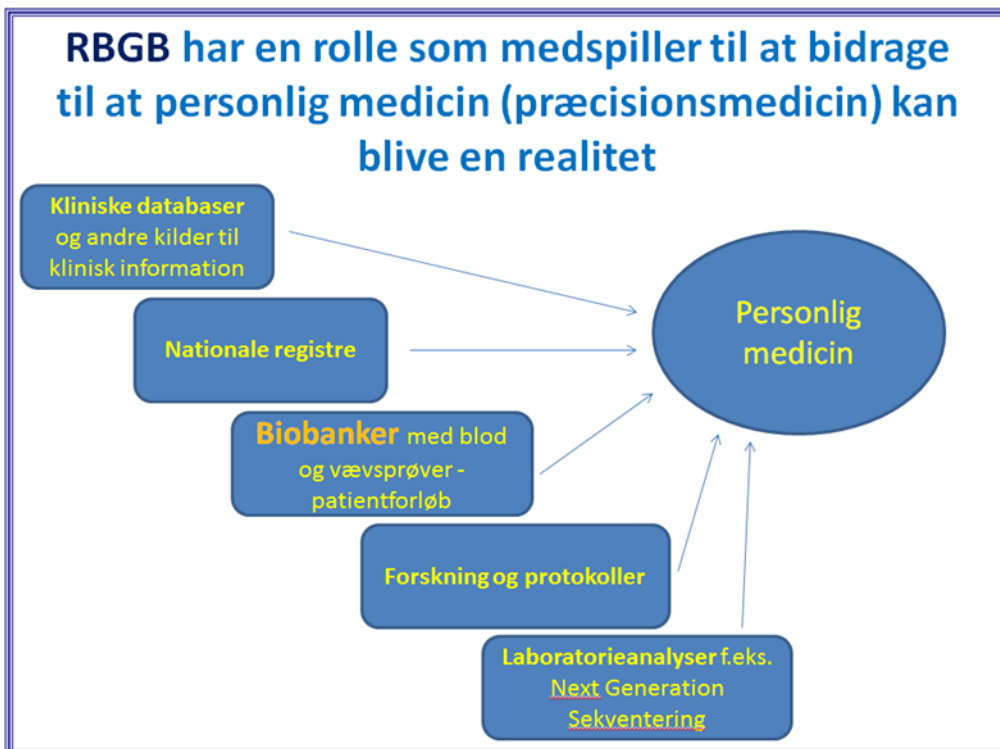 RBGB har en rolle som medspiller til at bidrage
til at personlig medicin (præcisionsmedicin) kan
blive en realitet
Kliniske databaser
og andre kilder til
klinisk information
Nationale registre
Biobanker med blod
og vævsprøver -
patientforløb
Forskning og protokoller
Laboratorieanalyser f.eks.
Next Generation
Sekventering
Personlig
medicin